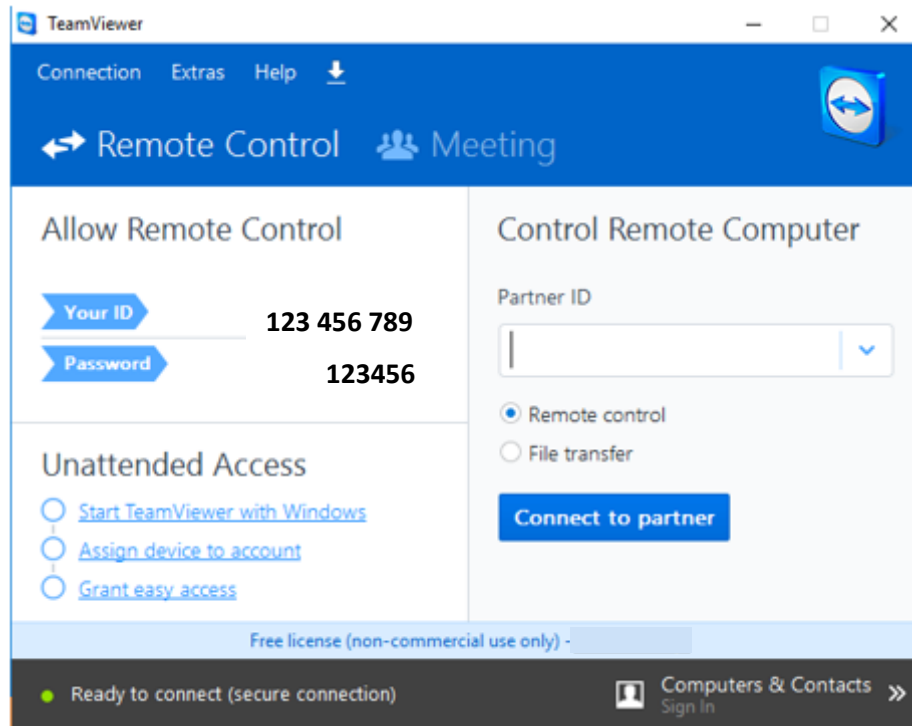 TeamViewer
Connection Extras Help
Remote Control Meeting
Allow Remote Control
Your ID 123 456 789
Password 123456
Unattended Access
Start TeamViewer with Windows
Assign device to account
Grant easy access
Control Remote Computer
Partner ID
Remote control
File transfer
Connect to partner
Free license (non-commercial use only) -
Ready to connect (secure connection)
Computers & Contacts
Sign In